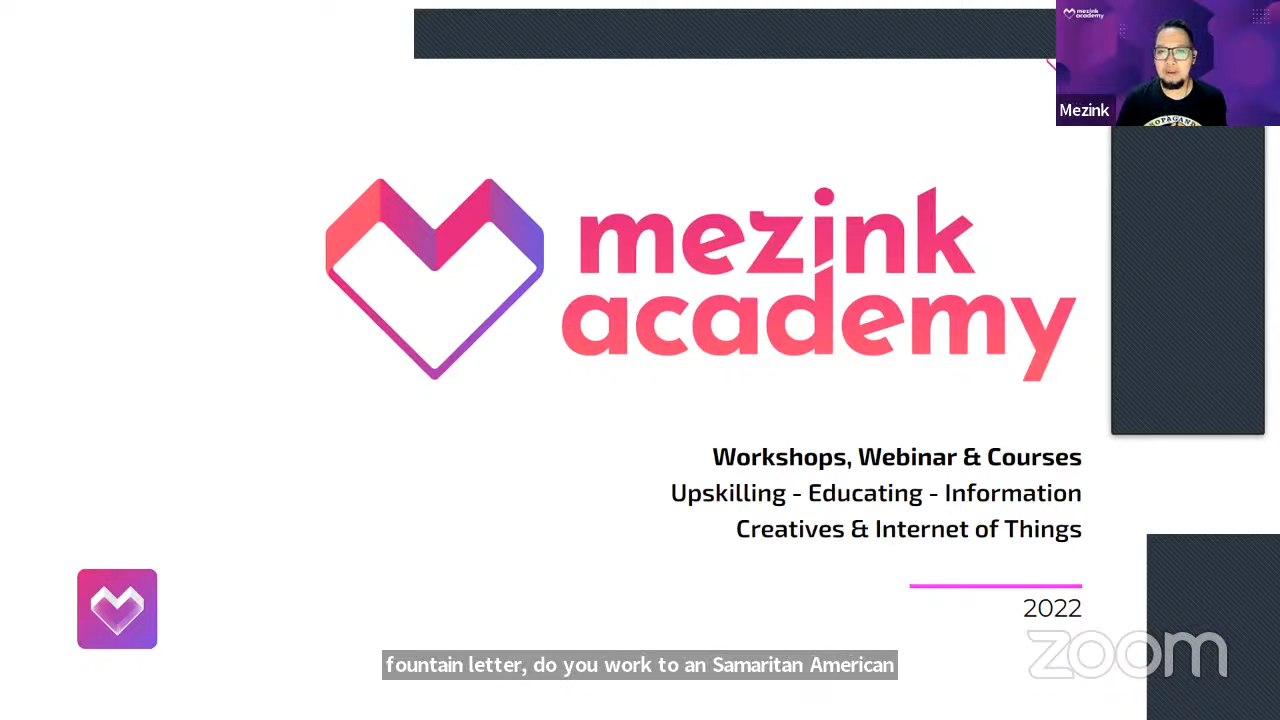 mezink
academy
Mezink
mezink
academy
Workshops, Webinar & Courses
Upskilling - Educating - Information
Creatives & Internet of Things
2022
zoom
fountain letter, do you work to an Samaritan American